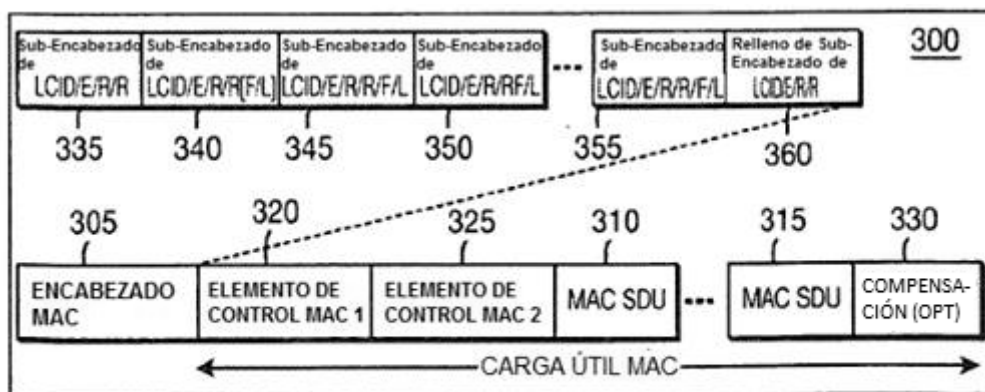 300
Sub-Encabezado de LCID/E/R/R
Sub-Encabezado de LCID/E/R/R[F/L]
Sub-Encabezado de LCID/E/R/R/F/L
Sub-Encabezado de LCID/E/R/RF/L
...
Sub-Encabezado de LCID/E/R/R/F/L
Relleno de Sub-Encabezado de LCID/E/R/R
335
340
345
350
355
360
305
320
325
310
315
330
ENCABEZADO MAC
ELEMENTO DE CONTROL MAC 1
ELEMENTO DE CONTROL MAC 2
MAC SDU
...
MAC SDU
COMPENSA-
CIÓN (OPT)
CARGA ÚTIL MAC